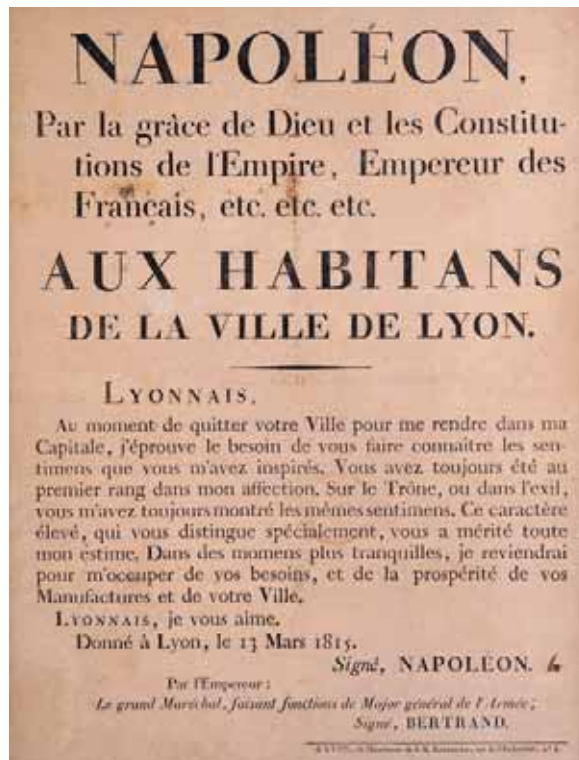 NAPOLÉON,
Par la grâce de Dieu et les Constitu-
tions de l'Empire, Empereur des
Français, etc. etc. etc.
AUX HABITANS
DE LA VILLE DE LYON.
LYONNAIS,
Au moment de quitter votre Ville pour me rendre dans ma
Capitale, j'éprouve le besoin de vous faire connaître les sen-
timens que vous m'avez inspirés. Vous avez toujours été au
premier rang dans mon affection. Sur le Trône, ou dans l'exil,
vous m'avez toujours montré les mêmes sentimens. Ce caractère
élevé, qui vous distingue spécialement, vous a mérité toute
mon estime. Dans des momens plus tranquilles, je reviendrai
pour m'occuper de vos besoins, et de la prospérité de vos
Manufactures et de votre Ville.
LYONNAIS, je vous aime.
Donné à Lyon, le 13 Mars 1815.
Signé, NAPOLÉON.
Par l'Empereur :
Le grand Maréchal, faisant fonctions de Major général de l'Armée ;
Signé, BERTRAND.